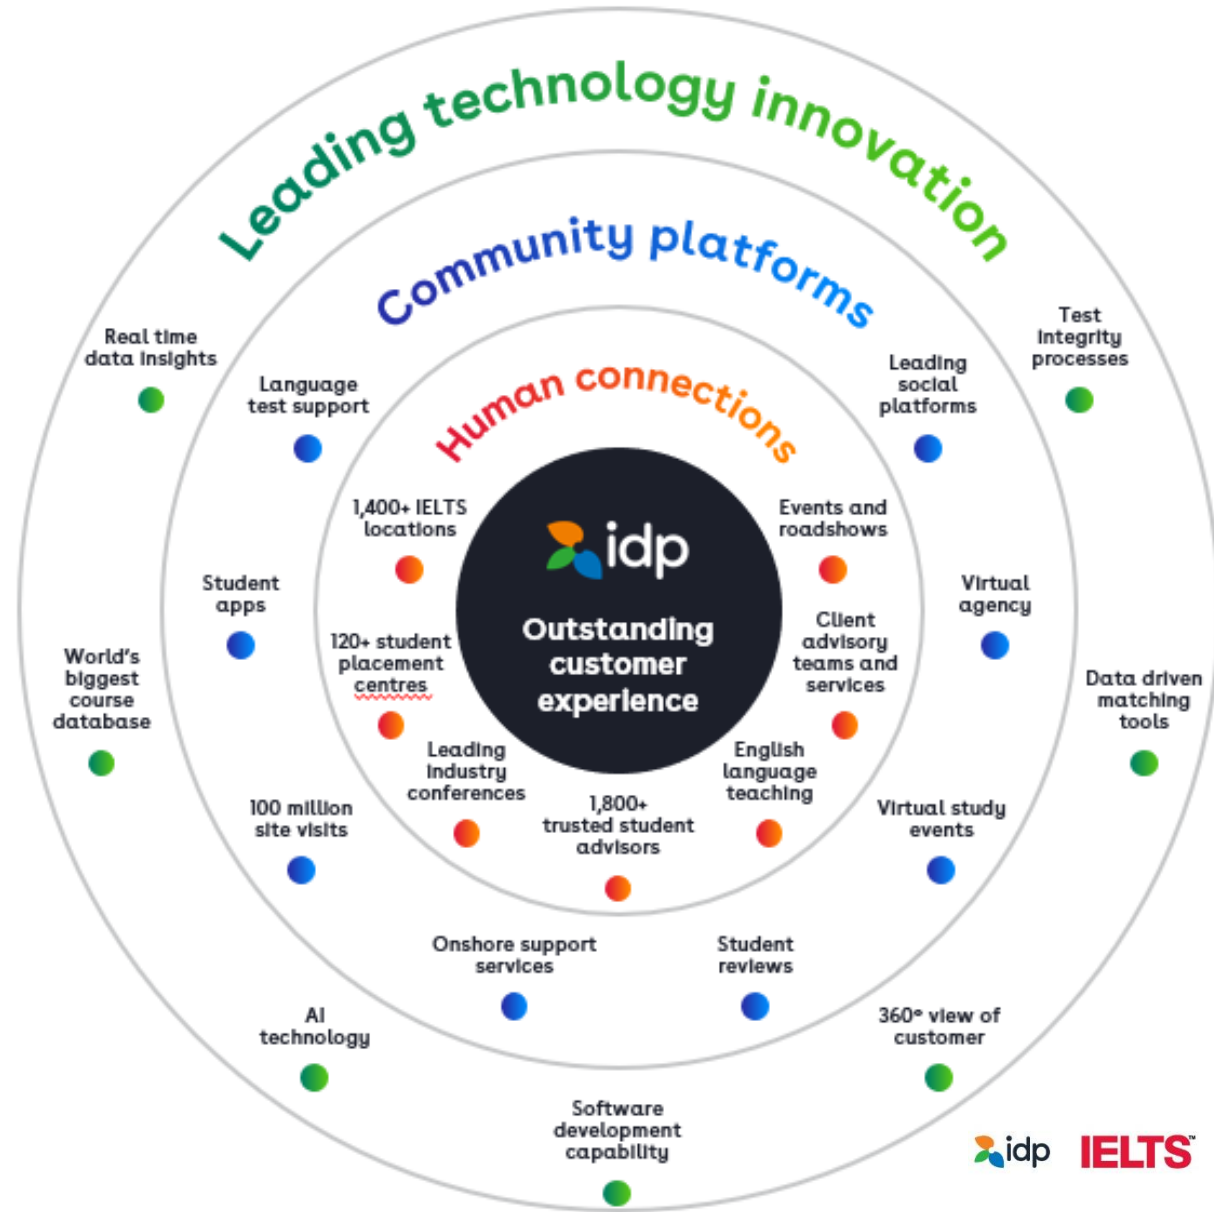 Leading technology innovation
Community platforms
Human connections
idp
Outstanding
customer
experience
1,400+ IELTS
locations
120+ student
placement
centres
Leading
industry
conferences
1,800+
trusted student
advisors
English
language
teaching
Client
advisory
teams and
services
Events and
roadshows
Language
test support
Student
apps
100 million
site visits
Onshore support
services
Student
reviews
Virtual study
events
Virtual
agency
Leading
social
platforms
Real time
data insights
World's
biggest
course
database
AI
technology
Software
development
capability
360° view of
customer
Data driven
matching
tools
Test
integrity
processes
idp
IELTS™